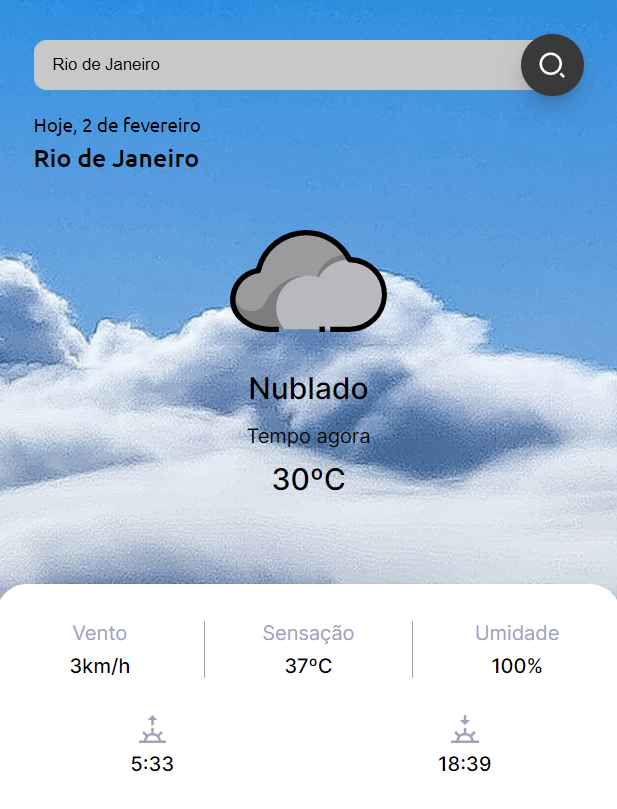 Rio de Janeiro
Hoje, 2 de fevereiro
Rio de Janeiro
Nublado
Tempo agora
30ºC
Vento Sensação Umidade
3km/h 37ºC 100%
5:33 18:39